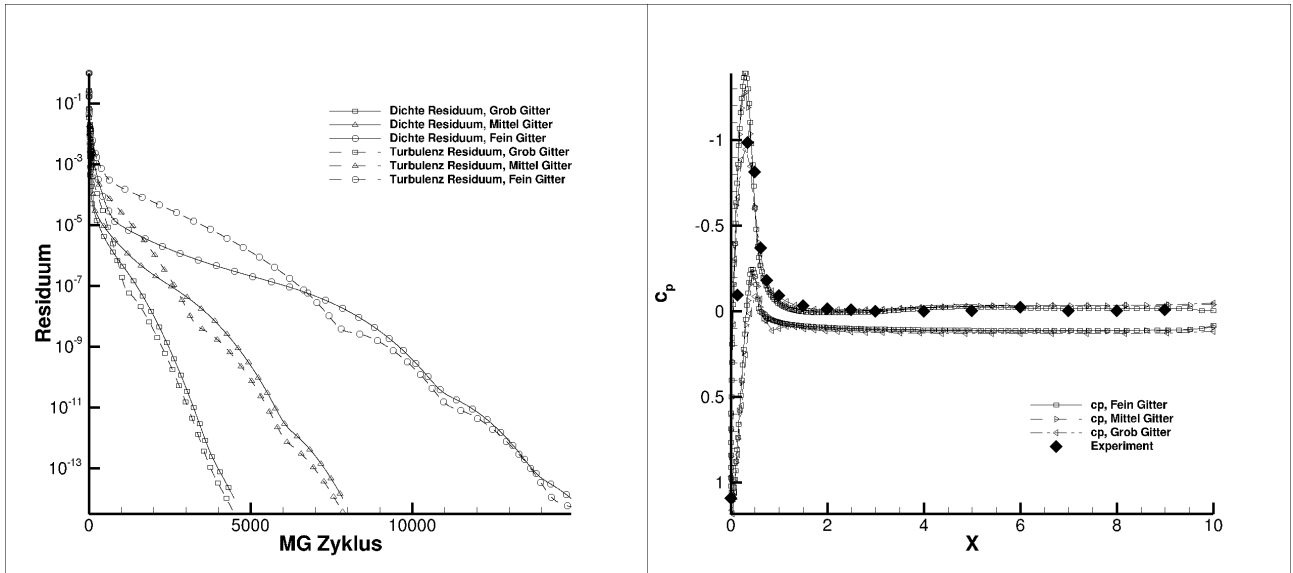 10-1
10-3
10-5
10-7
10-9
10-11
10-13
Residuum
0 5000 10000
MG Zyklus
Dichte Residuum, Grob Gitter
Dichte Residuum, Mittel Gitter
Dichte Residuum, Fein Gitter
Turbulenz Residuum, Grob Gitter
Turbulenz Residuum, Mittel Gitter
Turbulenz Residuum, Fein Gitter
-1
-0.5
0
0.5
1
cp
0 2 4 6 8 10
X
cp, Fein Gitter
cp, Mittel Gitter
cp, Grob Gitter
Experiment